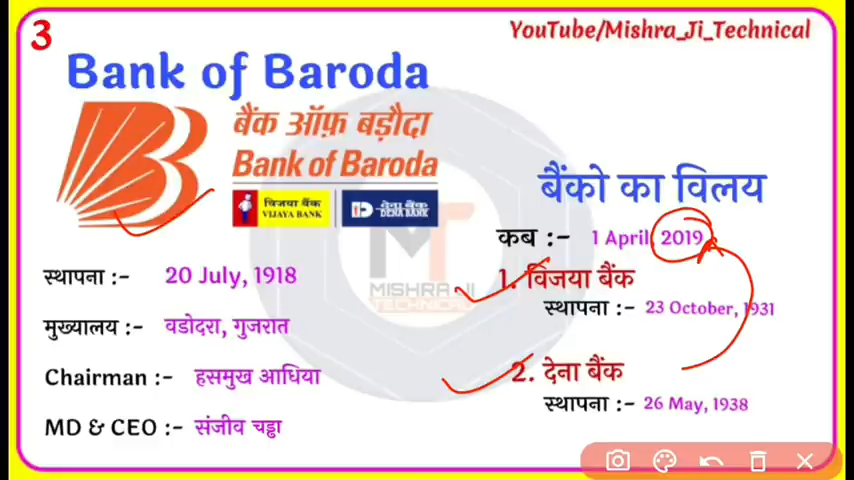 3
YouTube/Mishra_Ji_Technical
Bank of Baroda
बैंक ऑफ़ बड़ौदा
Bank of Baroda
विजया बैंक
VIJAYA BANK
देना बैंक
DENA BANK
स्थापना :- 20 July, 1918
मुख्यालय :- वडोदरा, गुजरात
Chairman :- हसमुख आधिया
MD & CEO :- संजीव चड्ढा
बैंको का विलय
कब :- 1 April, 2019
1. विजया बैंक
स्थापना :- 23 October, 1931
2. देना बैंक
स्थापना :- 26 May, 1938
MT
MISHRA JI
TECHNICAL